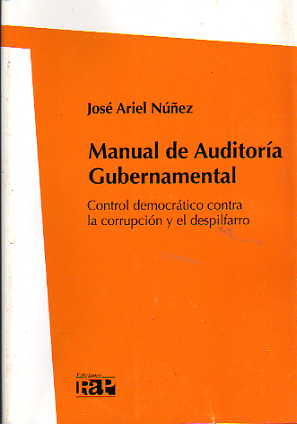 José Ariel Núñez
Manual de Auditoría
Gubernamental
Control democrático contra
la corrupción y el despilfarro
Ediciones
RAP